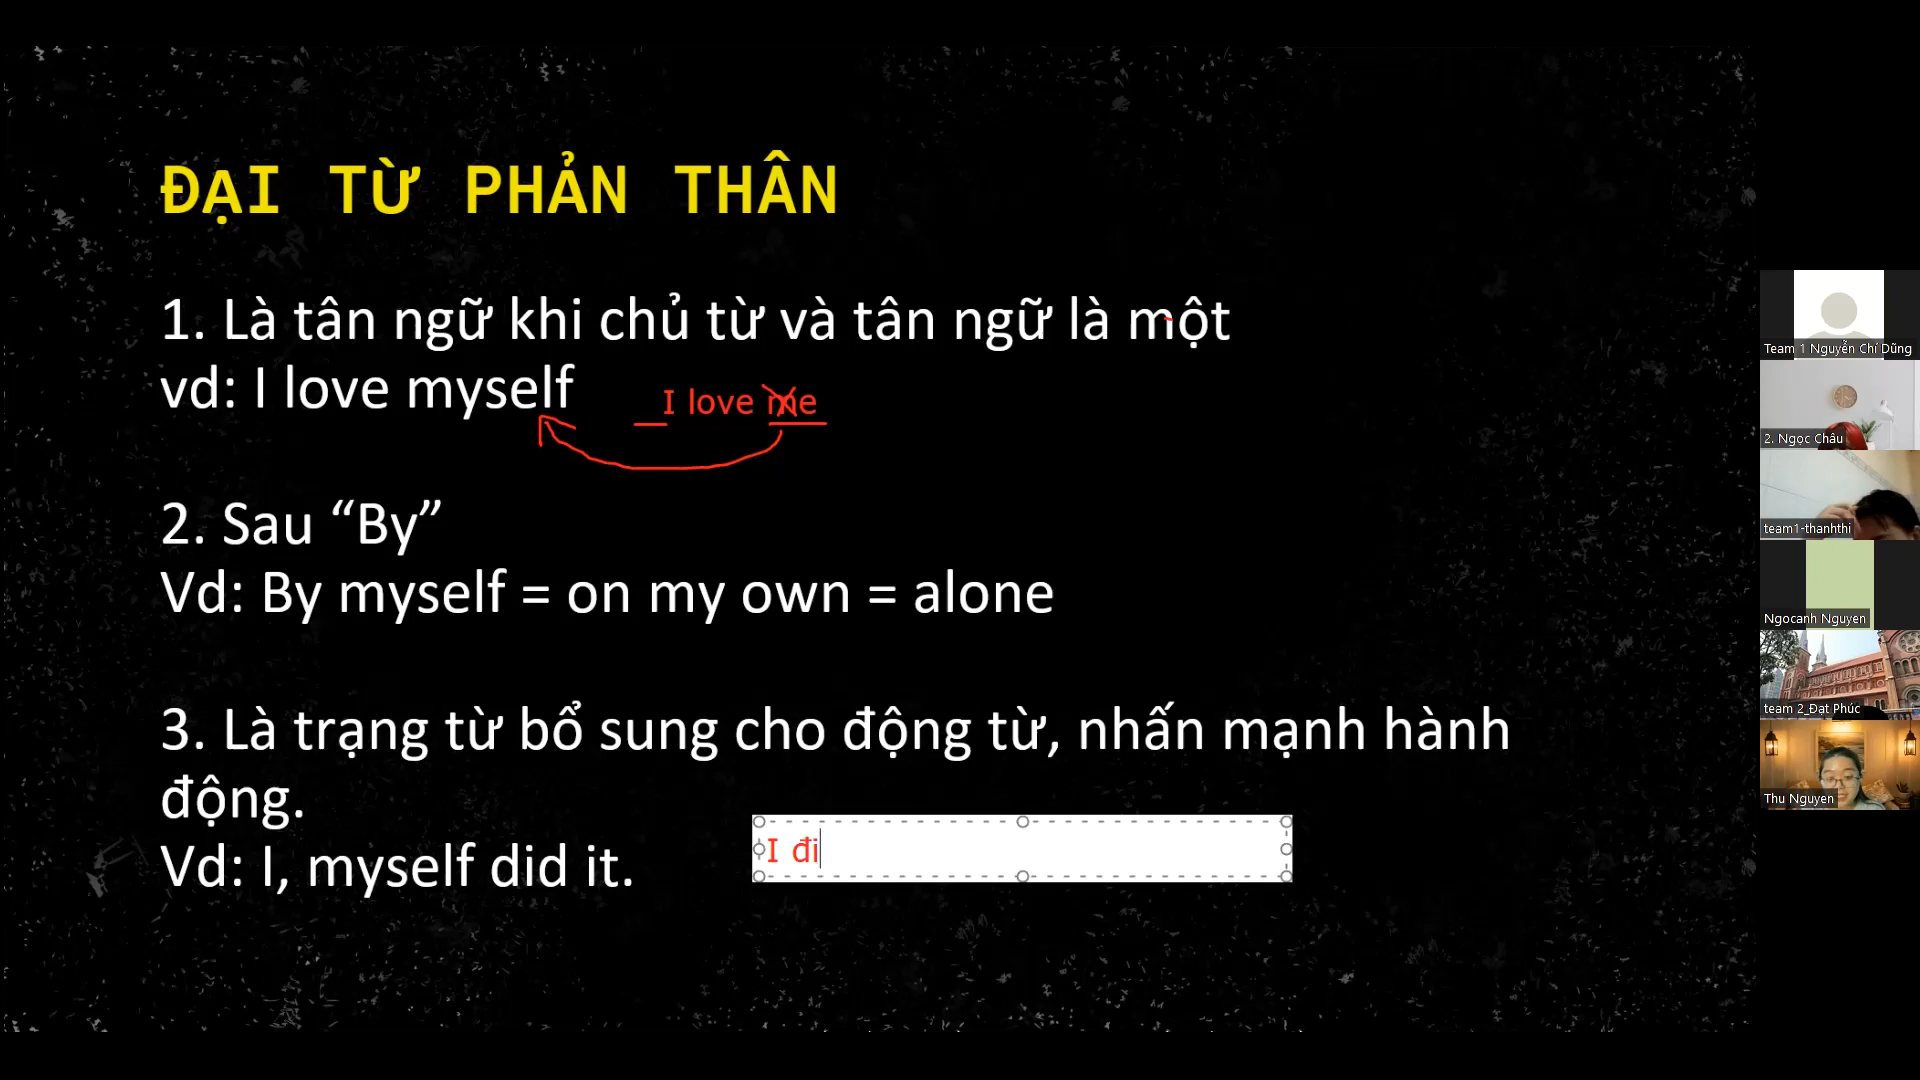 ĐẠI TỪ PHẢN THÂN
1. Là tân ngữ khi chủ từ và tân ngữ là một
vd: I love myself
I love me
2. Sau “By”
Vd: By myself = on my own = alone
3. Là trạng từ bổ sung cho động từ, nhấn mạnh hành
động.
Vd: I, myself did it.
I đi
Team 1 Nguyễn Chí Dũng
2. Ngọc Châu
team1-thanhthi
Ngocanh Nguyen
team 2_Đạt Phúc
Thu Nguyen